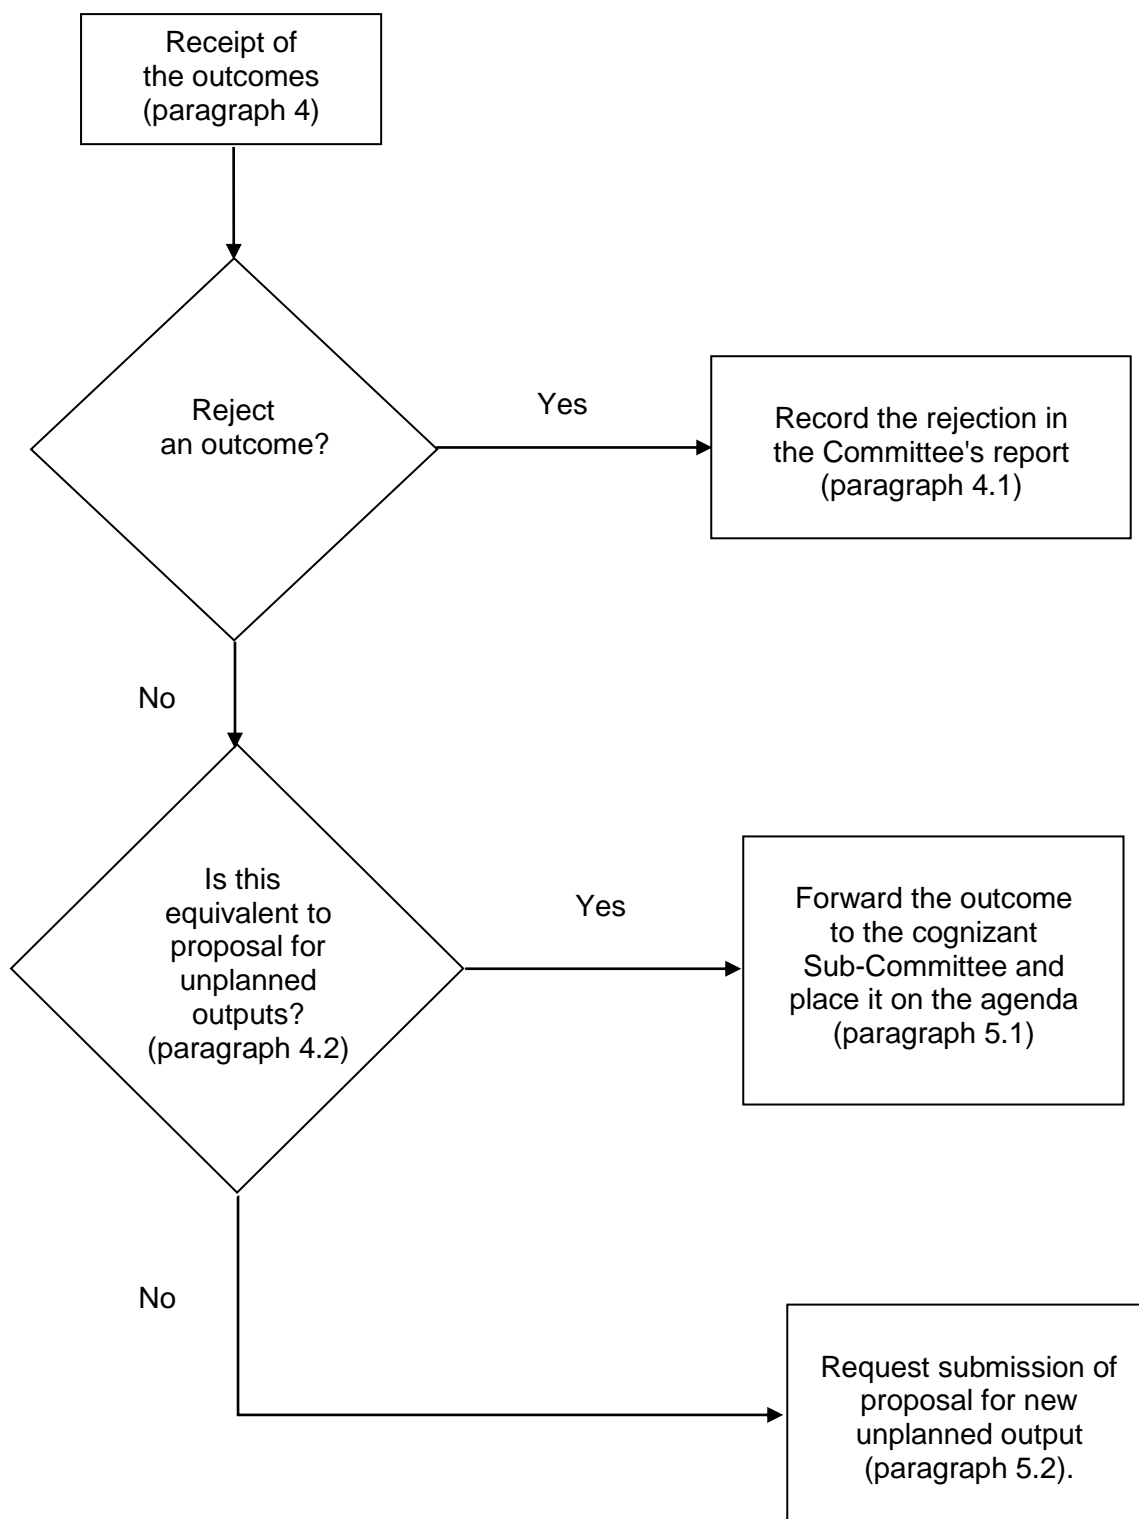 Receipt of
the outcomes
(paragraph 4)
Reject
an outcome?
Yes
Record the rejection in
the Committee's report
(paragraph 4.1)
No
Is this
equivalent to
proposal for
unplanned
outputs?
(paragraph 4.2)
Yes
Forward the outcome
to the cognizant
Sub-Committee and
place it on the agenda
(paragraph 5.1)
No
Request submission of
proposal for new
unplanned output
(paragraph 5.2).